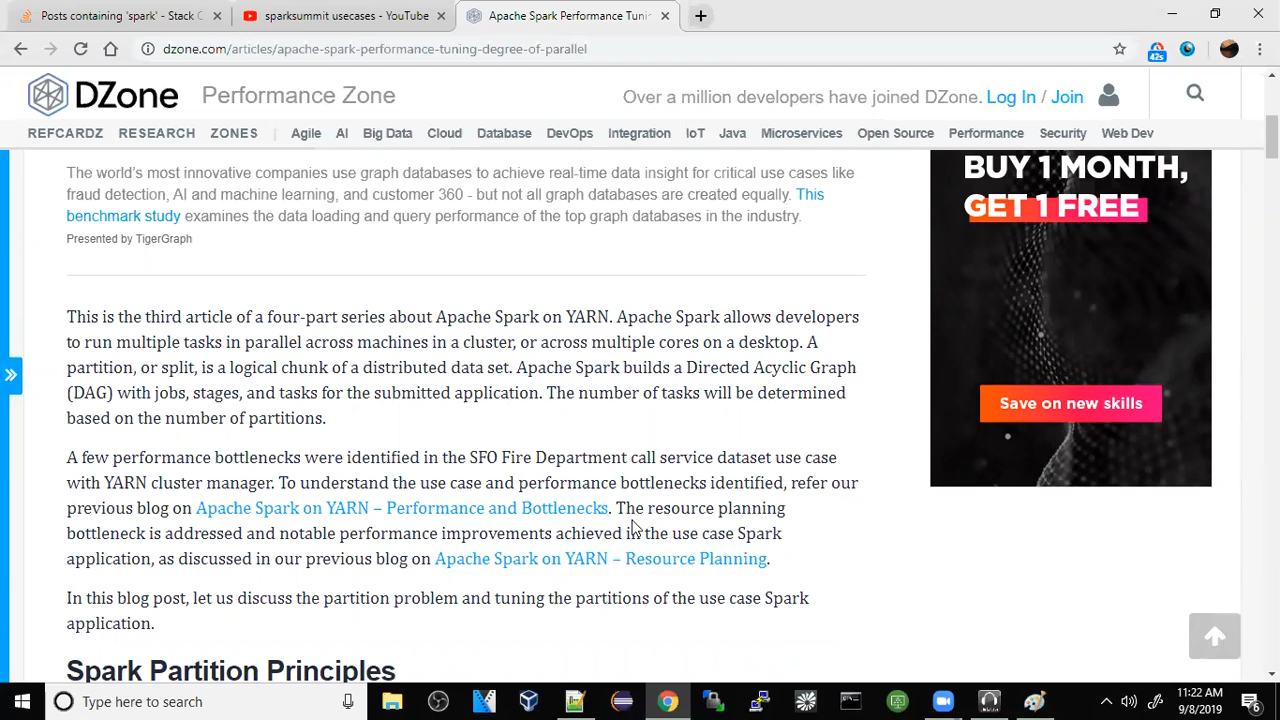 Posts containing 'spark' - Stack O
sparksummit usecases - YouTube
Apache Spark Performance Tuni
dzone.com/articles/apache-spark-performance-tuning-degree-of-parallel
42s
DZone
Performance Zone
Over a million developers have joined DZone. Log In / Join
REFCARDZ RESEARCH ZONES | Agile AI Big Data Cloud Database DevOps Integration IoT Java Microservices Open Source Performance Security Web Dev
The world's most innovative companies use graph databases to achieve real-time data insight for critical use cases like
fraud detection, AI and machine learning, and customer 360 - but not all graph databases are created equally. This
benchmark study examines the data loading and query performance of the top graph databases in the industry.
Presented by TigerGraph
BUY 1 MONTH,
GET 1 FREE
Save on new skills
This is the third article of a four-part series about Apache Spark on YARN. Apache Spark allows developers
to run multiple tasks in parallel across machines in a cluster, or across multiple cores on a desktop. A
partition, or split, is a logical chunk of a distributed data set. Apache Spark builds a Directed Acyclic Graph
(DAG) with jobs, stages, and tasks for the submitted application. The number of tasks will be determined
based on the number of partitions.
A few performance bottlenecks were identified in the SFO Fire Department call service dataset use case
with YARN cluster manager. To understand the use case and performance bottlenecks identified, refer our
previous blog on Apache Spark on YARN – Performance and Bottlenecks. The resource planning
bottleneck is addressed and notable performance improvements achieved in the use case Spark
application, as discussed in our previous blog on Apache Spark on YARN – Resource Planning.
In this blog post, let us discuss the partition problem and tuning the partitions of the use case Spark
application.
Spark Partition Principles
Type here to search
11:22 AM
9/8/2019
6